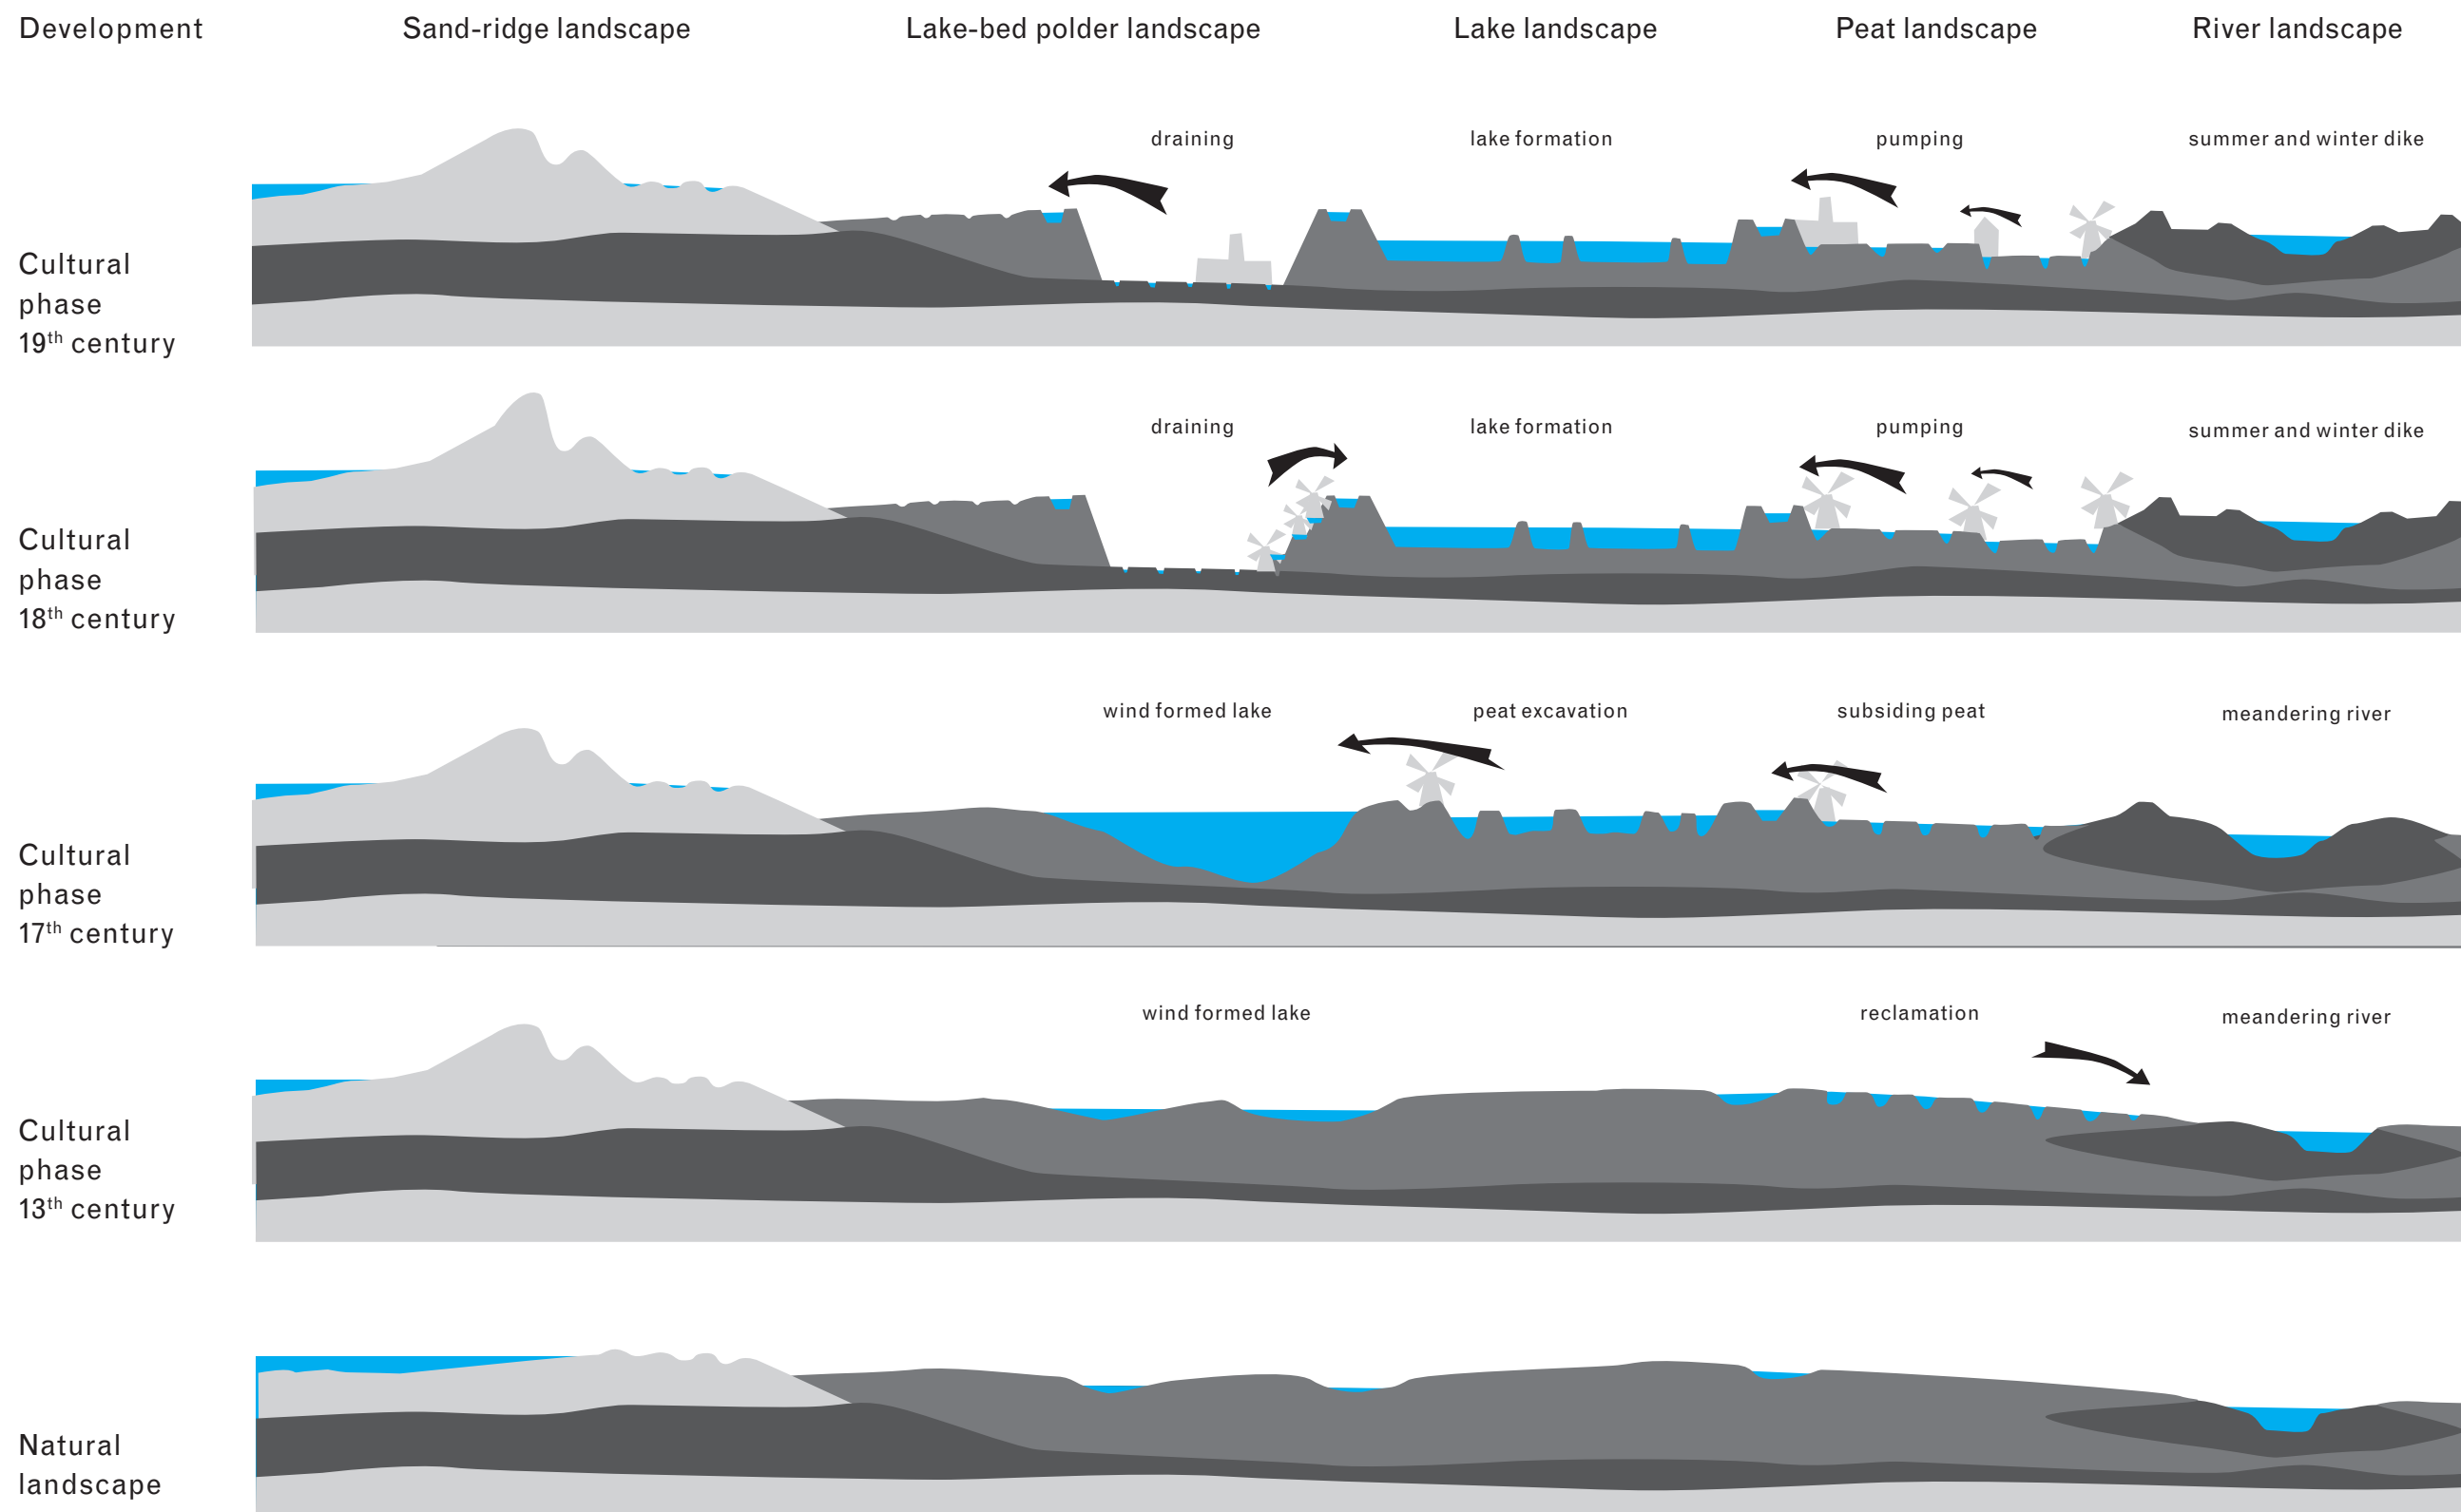 Development Sand-ridge landscape Lake-bed polder landscape Lake landscape Peat landscape River landscape
draining lake formation pumping summer and winter dike
Cultural
phase
19th century
draining lake formation pumping summer and winter dike
Cultural
phase
18th century
wind formed lake peat excavation subsiding peat meandering river
Cultural
phase
17th century
wind formed lake reclamation meandering river
Cultural
phase
13th century
Natural
landscape